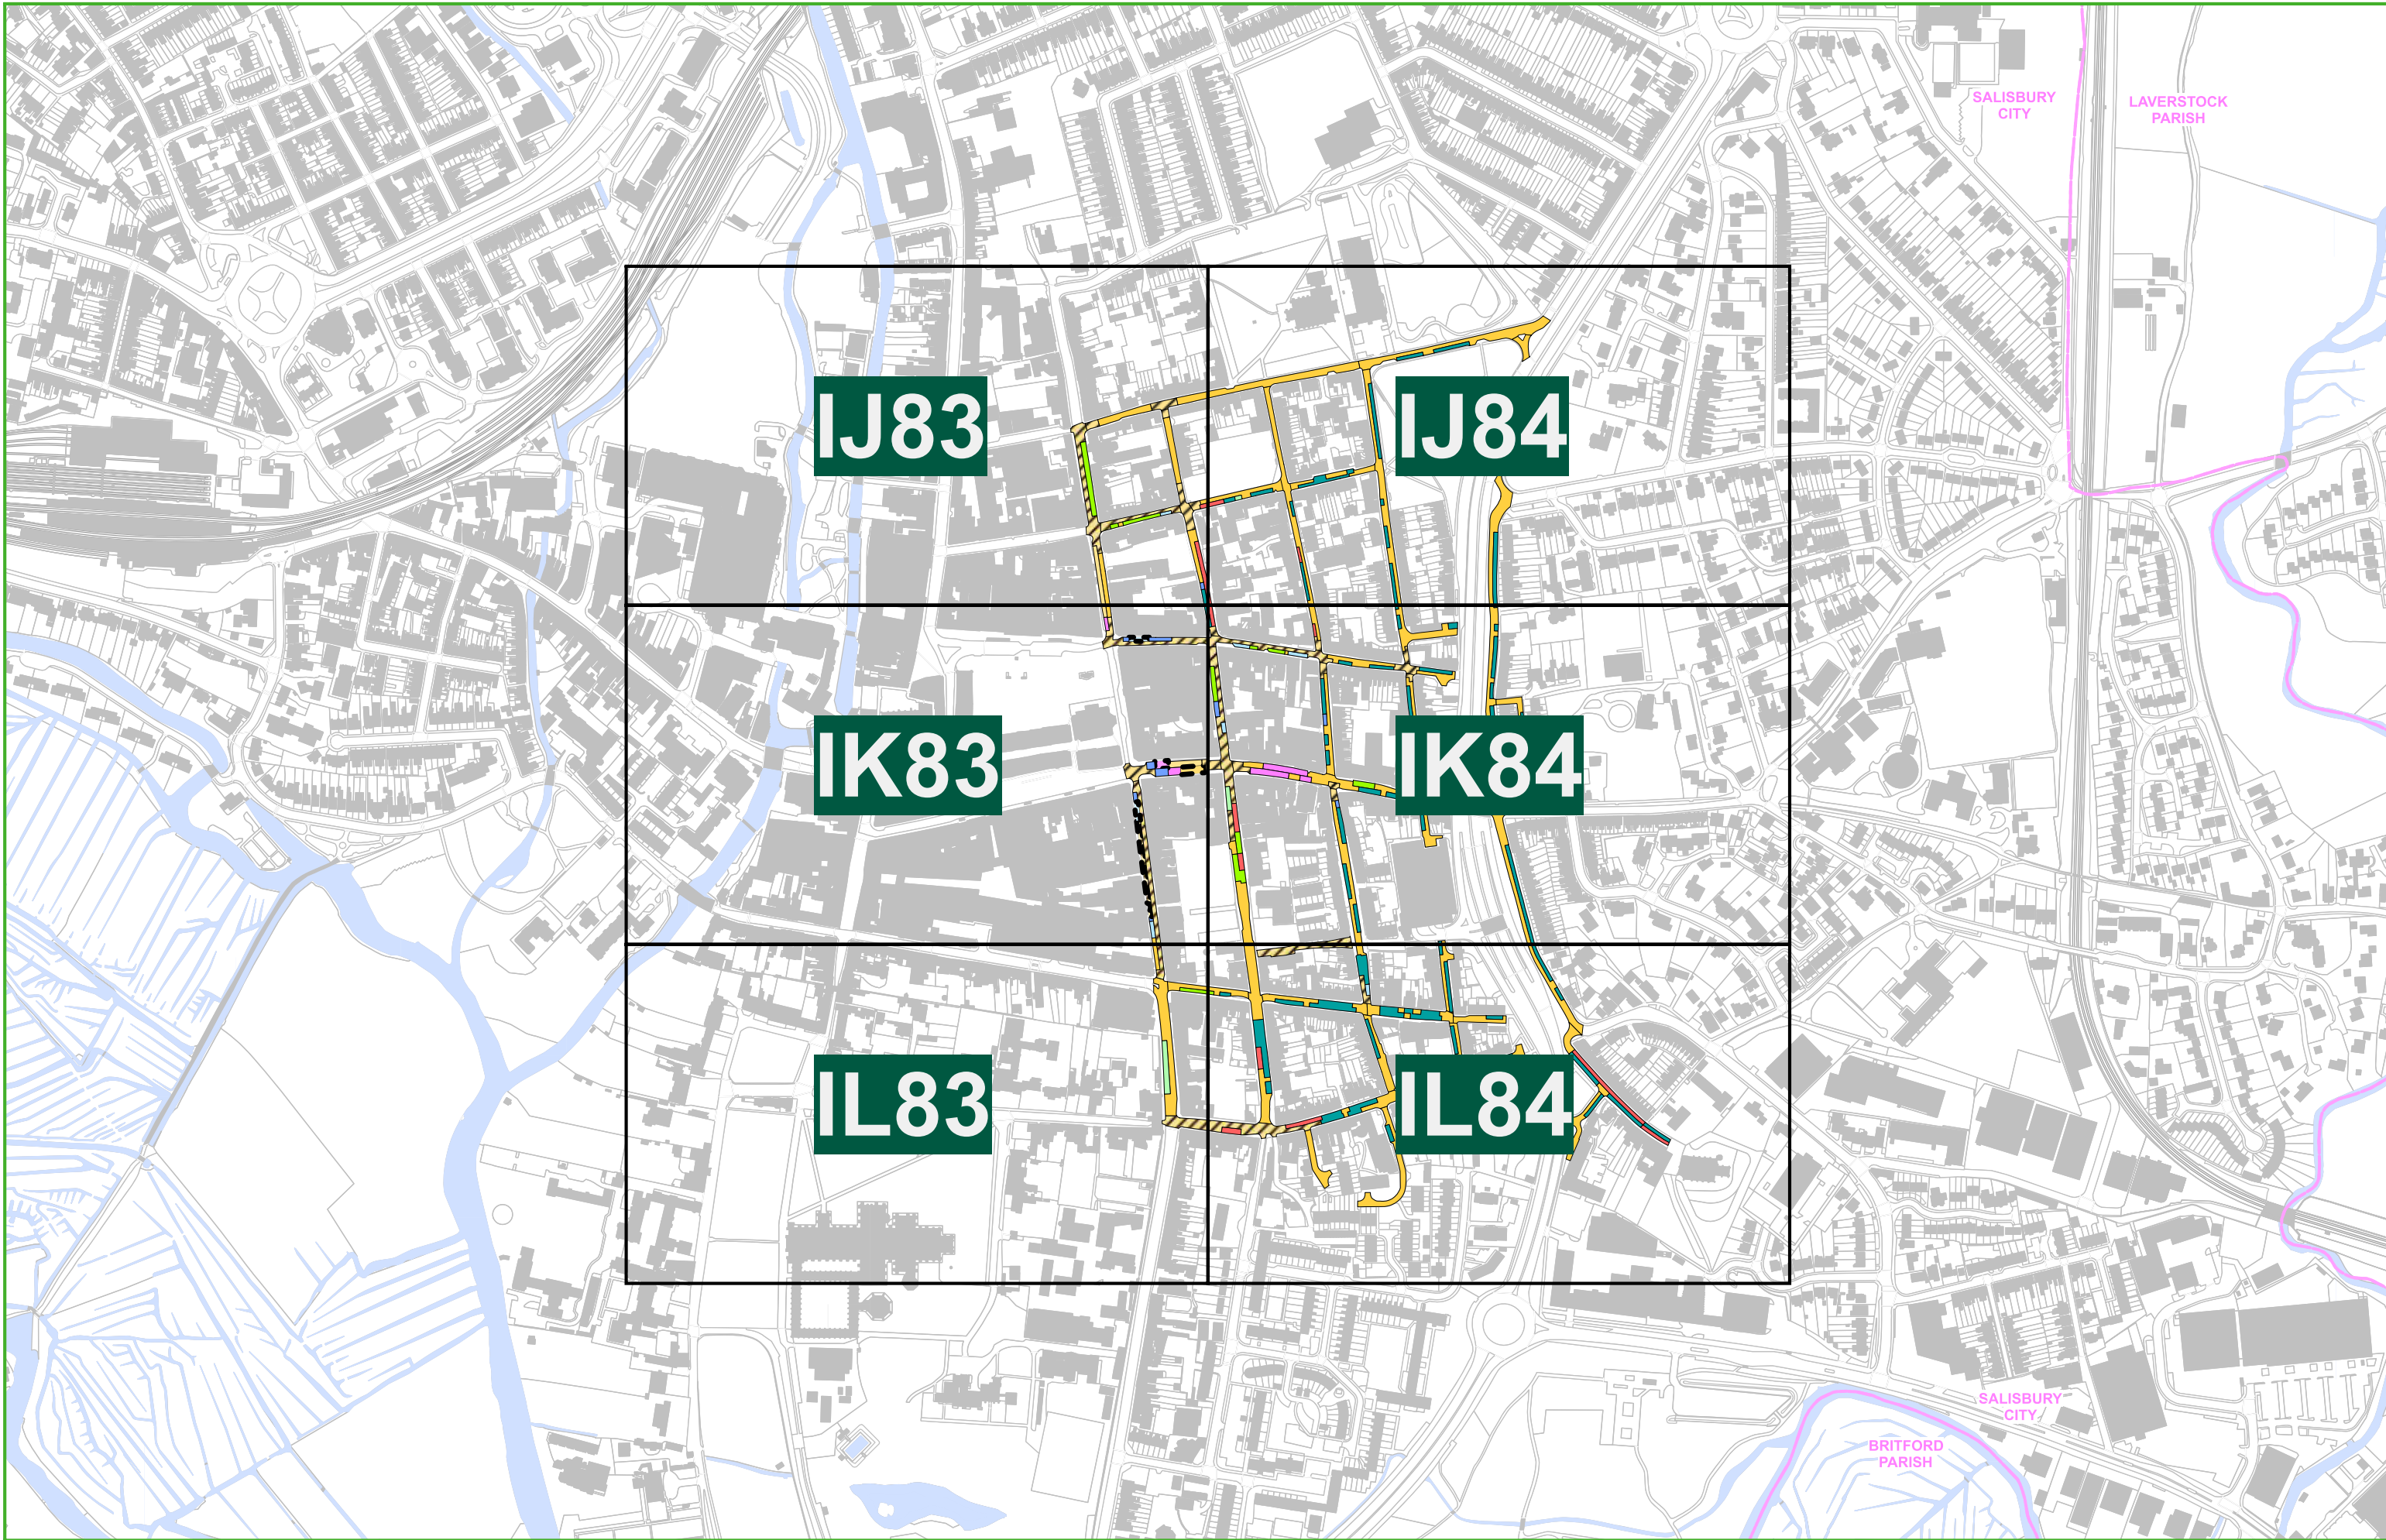 SALISBURY
CITY
LAVERSTOCK
PARISH
IJ83
IJ84
IK83
IK84
IL83
IL84
SALISBURY
CITY
BRITFORD
PARISH